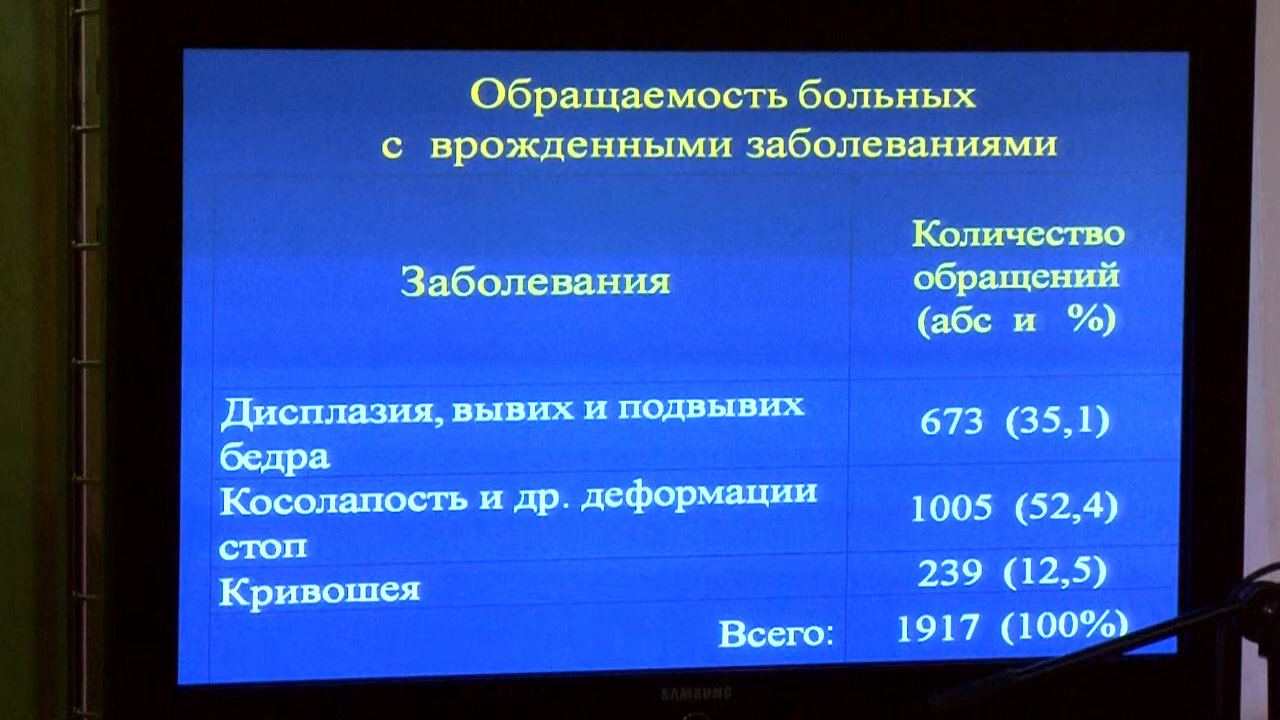 Обращаемость больных
с врожденными заболеваниями
Заболевания
Количество
обращений
(абс и %)
Дисплазия, вывих и подвывих
бедра
673 (35,1)
Косолапость и др. деформации
стоп
1005 (52,4)
Кривошея
239 (12,5)
Всего:
1917 (100%)
SAMSUNG